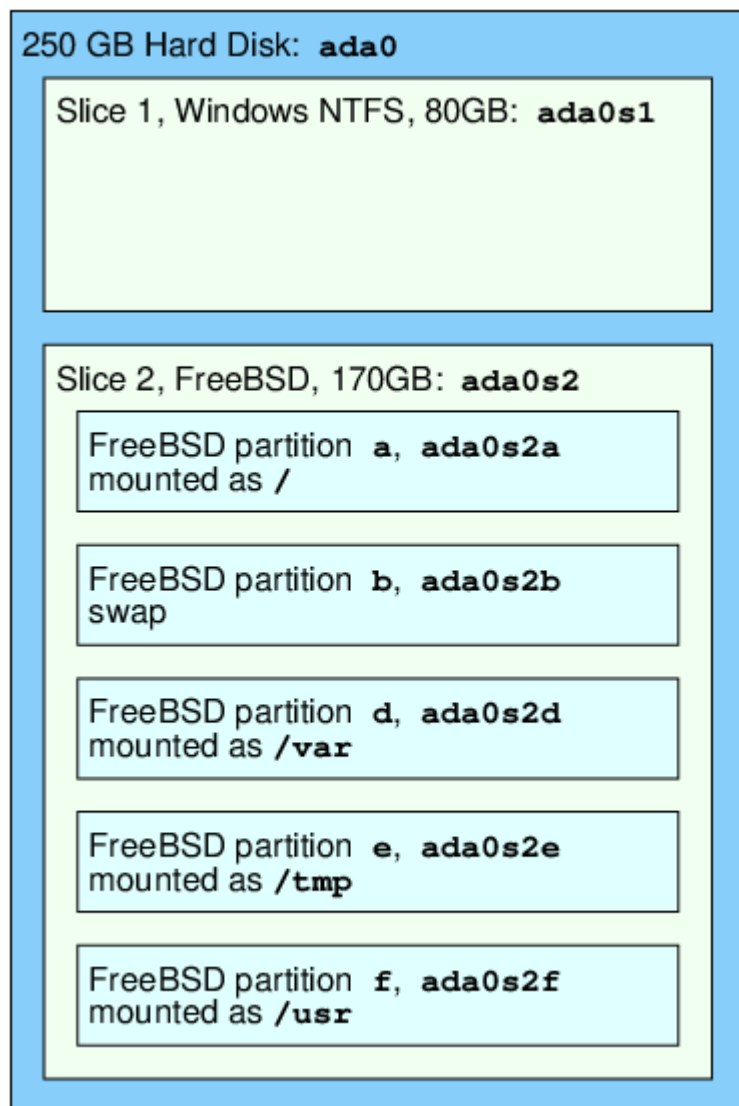 250 GB Hard Disk: ada0
Slice 1, Windows NTFS, 80GB: ada0s1
Slice 2, FreeBSD, 170GB: ada0s2
FreeBSD partition a, ada0s2a
mounted as /
FreeBSD partition b, ada0s2b
swap
FreeBSD partition d, ada0s2d
mounted as /var
FreeBSD partition e, ada0s2e
mounted as /tmp
FreeBSD partition f, ada0s2f
mounted as /usr